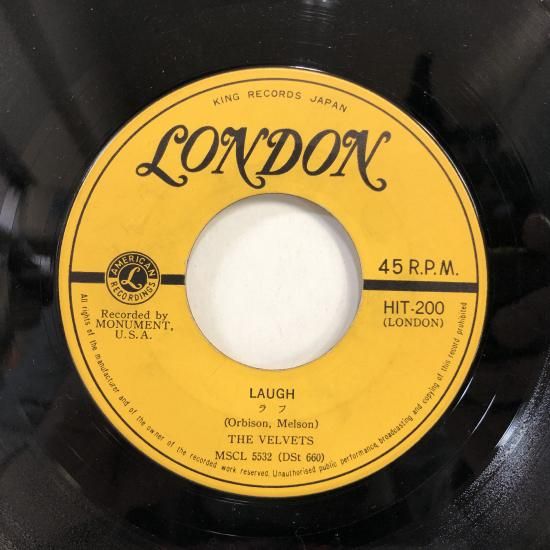 KING RECORDS JAPAN
LONDON
AMERICAN
L
RECORDINGS
45 R.P.M.
Recorded by
MONUMENT,
U.S.A.
HIT-200
(LONDON)
LAUGH
ラフ
(Orbison, Melson)
THE VELVETS
MSCL 5532 (DSt 660)
All rights of the manufacturer and of the owner of the recorded work reserved. Unauthorised public performance, broadcasting and copying of this record prohibited